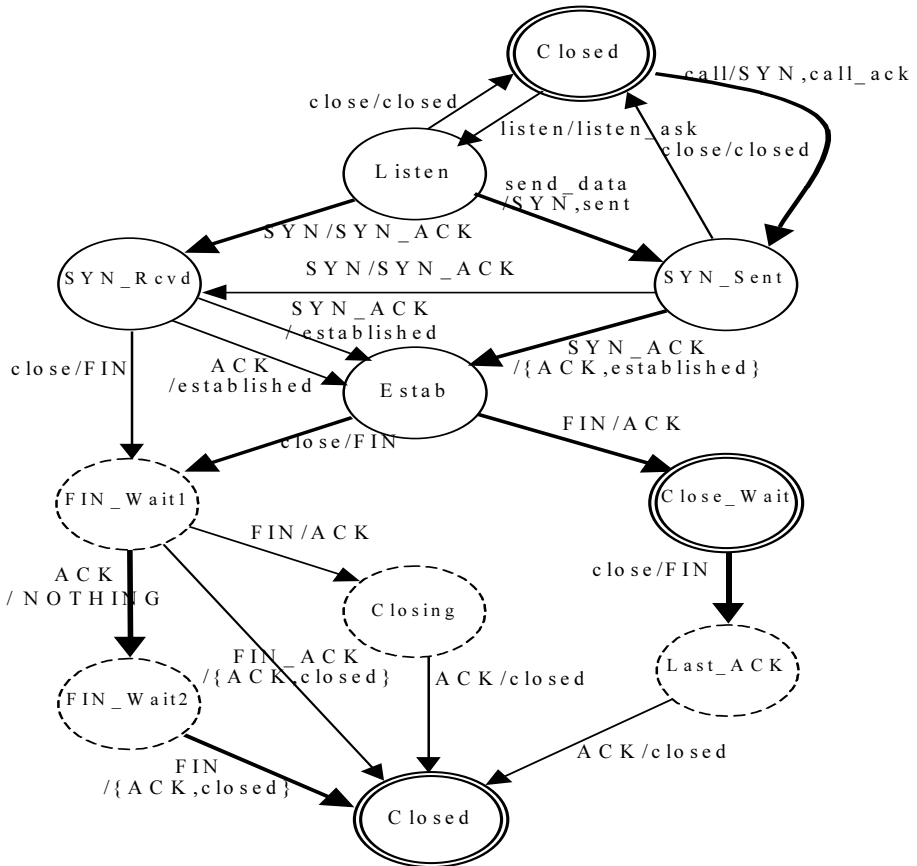 Closed
call/SYN,call_ack
close/closed
listen/listen_ask
close/closed
Listen
send_data
/SYN,sent
SYN/SYN_ACK
SYN/SYN_ACK
SYN_Rcvd
SYN_Sent
SYN_ACK
/established
SYN_ACK
/{ACK,established}
close/FIN
ACK
/established
Estab
FIN/ACK
close/FIN
FIN_Wait1
Close_Wait
FIN/ACK
ACK
/NOTHING
close/FIN
Closing
FIN_ACK
/{ACK,closed}
ACK/closed
Last_ACK
FIN_Wait2
ACK/closed
FIN
/{ACK,closed}
Closed